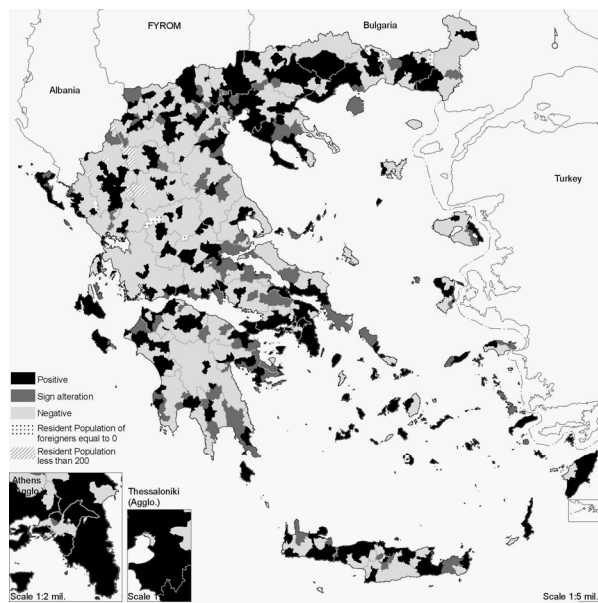 FYROM
Bulgaria
Albania
Turkey
Positive
Sign alteration
Negative
Resident Population of
foreigners equal to 0
Resident Population
less than 200
Athens
(Agglo.)
Thessaloniki
(Agglo.)
Scale 1:2 mil.
Scale 1
Scale 1:5 mil.